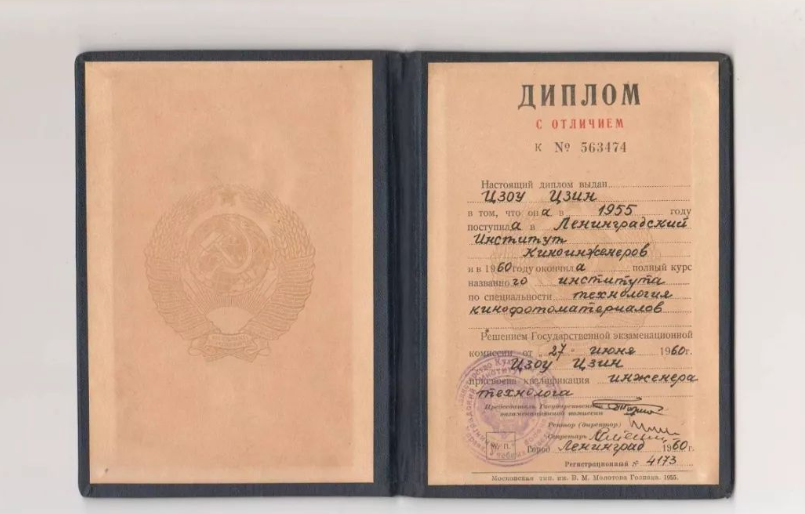 ДИПЛОМ
С ОТЛИЧИЕМ
К № 563474
Настоящий диплом выдан
ЦЗОУ ЦЗИН
в том, что она в 1955 году
поступила в Ленинградский
Институт
Киноинженеров
и в 1960 году окончила полный курс
названного института
по специальности технология
кинофотоматериалов
Решением Государственной экзаменационной
комиссии от 27 июня 1960г.
Цзоу Цзин
присвоена квалификация инженера
технолога
Председатель Государственной
экзаменационной комиссии
Ректор (директор)
Секретарь
Город Ленинград 1960г.
Регистрационный № 4173
Московская тип. им. В. М. Молотова Гознака. 1955.